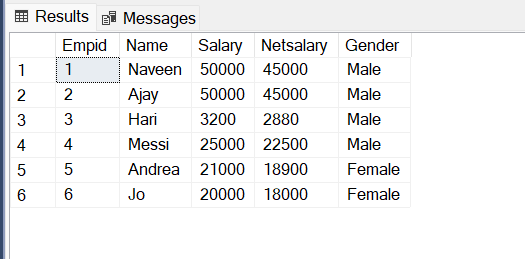 Results Messages
Empid Name Salary Netsalary Gender
1 1 Naveen 50000 45000 Male
2 2 Ajay 50000 45000 Male
3 3 Hari 3200 2880 Male
4 4 Messi 25000 22500 Male
5 5 Andrea 21000 18900 Female
6 6 Jo 20000 18000 Female